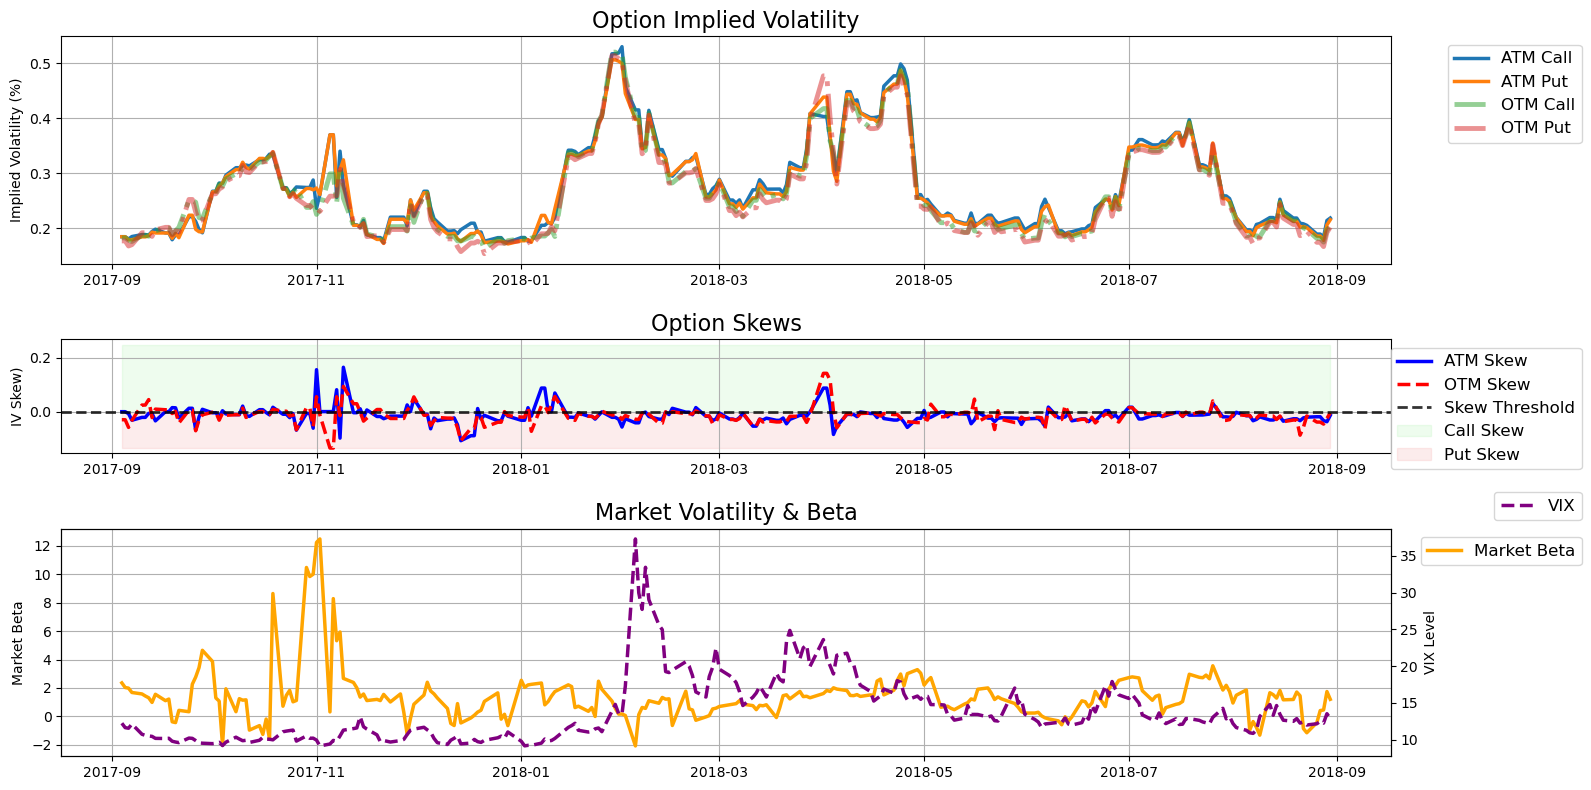 Option Implied Volatility
Implied Volatility (%)
0.5
0.4
0.3
0.2
2017-09 2017-11 2018-01 2018-03 2018-05 2018-07 2018-09
ATM Call
ATM Put
OTM Call
OTM Put
Option Skews
IV Skew)
0.2
0.0
2017-09 2017-11 2018-01 2018-03 2018-05 2018-07 2018-09
ATM Skew
OTM Skew
Skew Threshold
Call Skew
Put Skew
Market Volatility & Beta
Market Beta
12
10
8
6
4
2
0
−2
2017-09 2017-11 2018-01 2018-03 2018-05 2018-07 2018-09
35
30
25
20
15
10
VIX Level
VIX
Market Beta